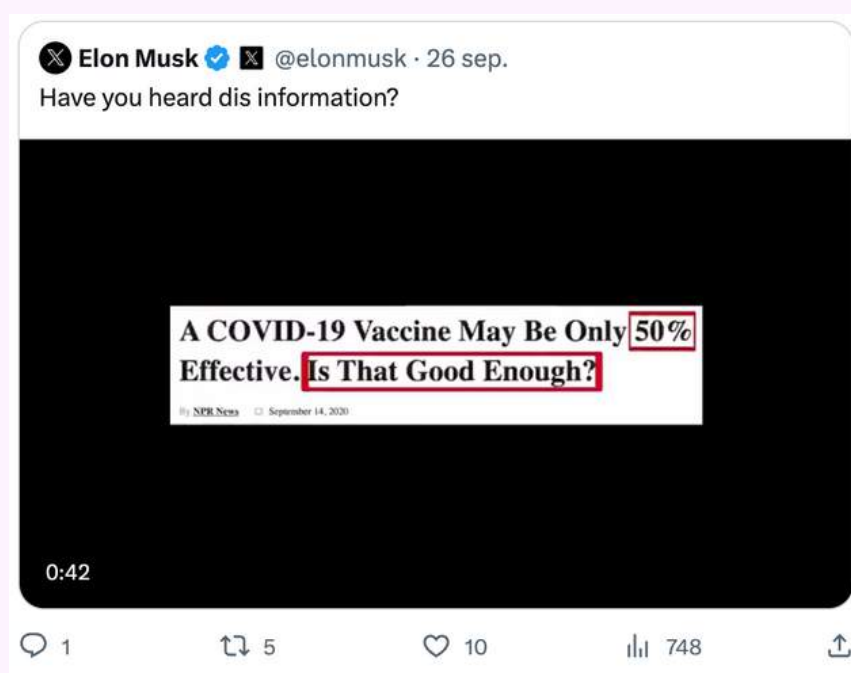 Elon Musk @elonmusk · 26 sep.
Have you heard dis information?
A COVID-19 Vaccine May Be Only 50%
Effective. Is That Good Enough?
By NPR News September 14, 2020
0:42
1 5 10 748